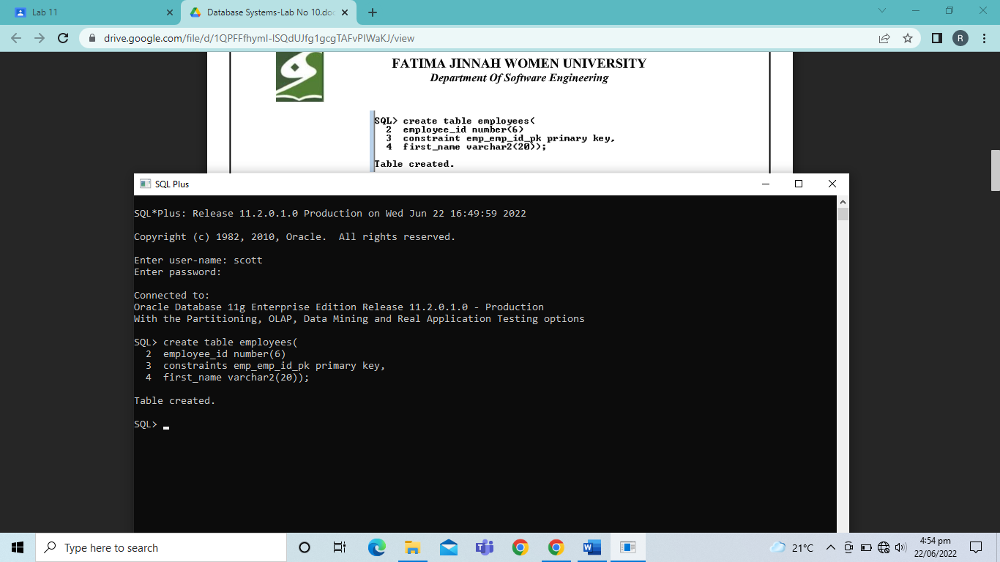 Lab 11
Database Systems-Lab No 10.doc
drive.google.com/file/d/1QPFFfhymI-ISQdUJfg1gcgTAFvPIWaKJ/view
R
FATIMA JINNAH WOMEN UNIVERSITY
Department Of Software Engineering
SQL> create table employees(
2 employee_id number(6)
3 constraint emp_emp_id_pk primary key,
4 first_name varchar2(20));
Table created.
SQL Plus
SQL*Plus: Release 11.2.0.1.0 Production on Wed Jun 22 16:49:59 2022
Copyright (c) 1982, 2010, Oracle. All rights reserved.
Enter user-name: scott
Enter password:
Connected to:
Oracle Database 11g Enterprise Edition Release 11.2.0.1.0 - Production
With the Partitioning, OLAP, Data Mining and Real Application Testing options
SQL> create table employees(
2 employee_id number(6)
3 constraints emp_emp_id_pk primary key,
4 first_name varchar2(20));
Table created.
SQL>
Type here to search
21°C
4:54 pm
22/06/2022